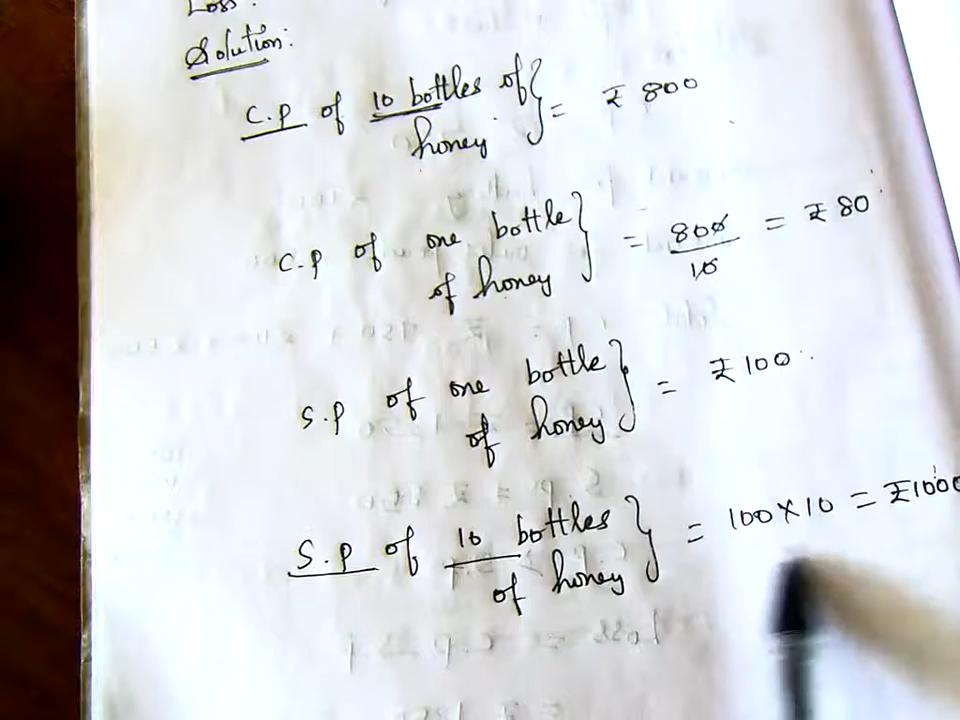 Loss.
Solution:
C.P of 10 bottles of honey } = ₹ 800
C.P of one bottle of honey } = 800/10 = ₹ 80
S.P of one bottle of honey } = ₹ 100
S.P of 10 bottles of honey } = 100 × 10 = ₹1000